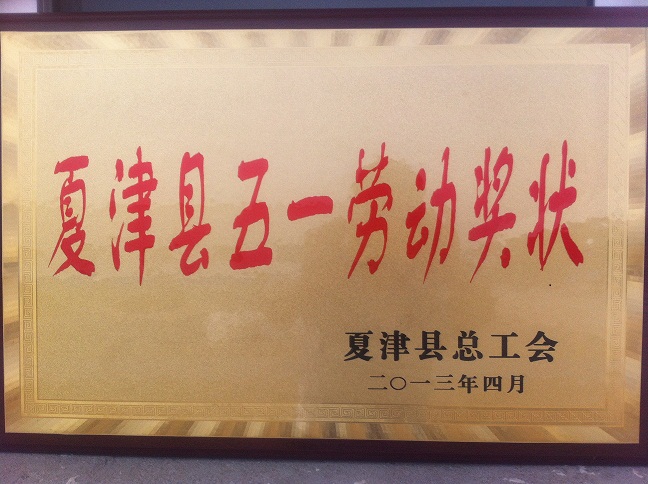 夏津县五一劳动奖状
夏津县总工会
二〇一三年四月